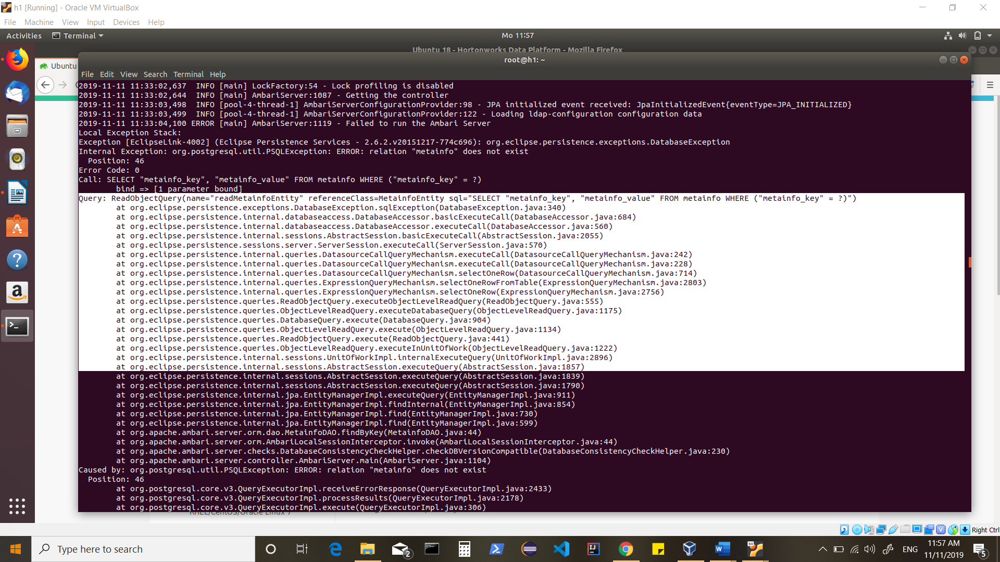 h1 [Running] - Oracle VM VirtualBox
File Machine View Input Devices Help
Activities Terminal Mo 11:57
Ubuntu 18 - Hortonworks Data Platform - Mozilla Firefox
root@h1: ~
Ubuntu
File Edit View Search Terminal Help
2019-11-11 11:33:02,637  INFO [main] LockFactory:54 - Lock profiling is disabled
2019-11-11 11:33:02,644  INFO [main] AmbariServer:1087 - Getting the controller
2019-11-11 11:33:03,498  INFO [pool-4-thread-1] AmbariServerConfigurationProvider:98 - JPA initialized event received: JpaInitializedEvent{eventType=JPA_INITIALIZED}
2019-11-11 11:33:03,499  INFO [pool-4-thread-1] AmbariServerConfigurationProvider:122 - Loading ldap-configuration configuration data
2019-11-11 11:33:04,100 ERROR [main] AmbariServer:1119 - Failed to run the Ambari Server
Local Exception Stack:
Exception [EclipseLink-4002] (Eclipse Persistence Services - 2.6.2.v20151217-774c696): org.eclipse.persistence.exceptions.DatabaseException
Internal Exception: org.postgresql.util.PSQLException: ERROR: relation "metainfo" does not exist
Position: 46
Error Code: 0
Call: SELECT "metainfo_key", "metainfo_value" FROM metainfo WHERE ("metainfo_key" = ?)
bind => [1 parameter bound]
Query: ReadObjectQuery(name="readMetainfoEntity" referenceClass=MetainfoEntity sql="SELECT "metainfo_key", "metainfo_value" FROM metainfo WHERE ("metainfo_key" = ?)")
at org.eclipse.persistence.exceptions.DatabaseException.sqlException(DatabaseException.java:340)
at org.eclipse.persistence.internal.databaseaccess.DatabaseAccessor.basicExecuteCall(DatabaseAccessor.java:684)
at org.eclipse.persistence.internal.databaseaccess.DatabaseAccessor.executeCall(DatabaseAccessor.java:560)
at org.eclipse.persistence.internal.sessions.AbstractSession.basicExecuteCall(AbstractSession.java:2055)
at org.eclipse.persistence.sessions.server.ServerSession.executeCall(ServerSession.java:570)
at org.eclipse.persistence.internal.queries.DatasourceCallQueryMechanism.executeCall(DatasourceCallQueryMechanism.java:242)
at org.eclipse.persistence.internal.queries.DatasourceCallQueryMechanism.executeCall(DatasourceCallQueryMechanism.java:228)
at org.eclipse.persistence.internal.queries.DatasourceCallQueryMechanism.selectOneRow(DatasourceCallQueryMechanism.java:714)
at org.eclipse.persistence.internal.queries.ExpressionQueryMechanism.selectOneRowFromTable(ExpressionQueryMechanism.java:2803)
at org.eclipse.persistence.internal.queries.ExpressionQueryMechanism.selectOneRow(ExpressionQueryMechanism.java:2756)
at org.eclipse.persistence.queries.ReadObjectQuery.executeObjectLevelReadQuery(ReadObjectQuery.java:555)
at org.eclipse.persistence.queries.ObjectLevelReadQuery.executeDatabaseQuery(ObjectLevelReadQuery.java:1175)
at org.eclipse.persistence.queries.DatabaseQuery.execute(DatabaseQuery.java:904)
at org.eclipse.persistence.queries.ObjectLevelReadQuery.execute(ObjectLevelReadQuery.java:1134)
at org.eclipse.persistence.queries.ReadObjectQuery.execute(ReadObjectQuery.java:441)
at org.eclipse.persistence.queries.ObjectLevelReadQuery.executeInUnitOfWork(ObjectLevelReadQuery.java:1222)
at org.eclipse.persistence.internal.sessions.UnitOfWorkImpl.internalExecuteQuery(UnitOfWorkImpl.java:2896)
at org.eclipse.persistence.internal.sessions.AbstractSession.executeQuery(AbstractSession.java:1857)
at org.eclipse.persistence.internal.sessions.AbstractSession.executeQuery(AbstractSession.java:1839)
at org.eclipse.persistence.internal.sessions.AbstractSession.executeQuery(AbstractSession.java:1790)
at org.eclipse.persistence.internal.jpa.EntityManagerImpl.executeQuery(EntityManagerImpl.java:911)
at org.eclipse.persistence.internal.jpa.EntityManagerImpl.findInternal(EntityManagerImpl.java:854)
at org.eclipse.persistence.internal.jpa.EntityManagerImpl.find(EntityManagerImpl.java:730)
at org.eclipse.persistence.internal.jpa.EntityManagerImpl.find(EntityManagerImpl.java:599)
at org.apache.ambari.server.orm.dao.MetainfoDAO.findByKey(MetainfoDAO.java:44)
at org.apache.ambari.server.orm.AmbariLocalSessionInterceptor.invoke(AmbariLocalSessionInterceptor.java:44)
at org.apache.ambari.server.checks.DatabaseConsistencyCheckHelper.checkDBVersionCompatible(DatabaseConsistencyCheckHelper.java:230)
at org.apache.ambari.server.controller.AmbariServer.main(AmbariServer.java:1104)
Caused by: org.postgresql.util.PSQLException: ERROR: relation "metainfo" does not exist
Position: 46
at org.postgresql.core.v3.QueryExecutorImpl.receiveErrorResponse(QueryExecutorImpl.java:2433)
at org.postgresql.core.v3.QueryExecutorImpl.processResults(QueryExecutorImpl.java:2178)
at org.postgresql.core.v3.QueryExecutorImpl.execute(QueryExecutorImpl.java:306)
RHEL/CentOS/Oracle Linux 7
Right Ctrl
Type here to search
2
ENG
11:57 AM
11/11/2019
5